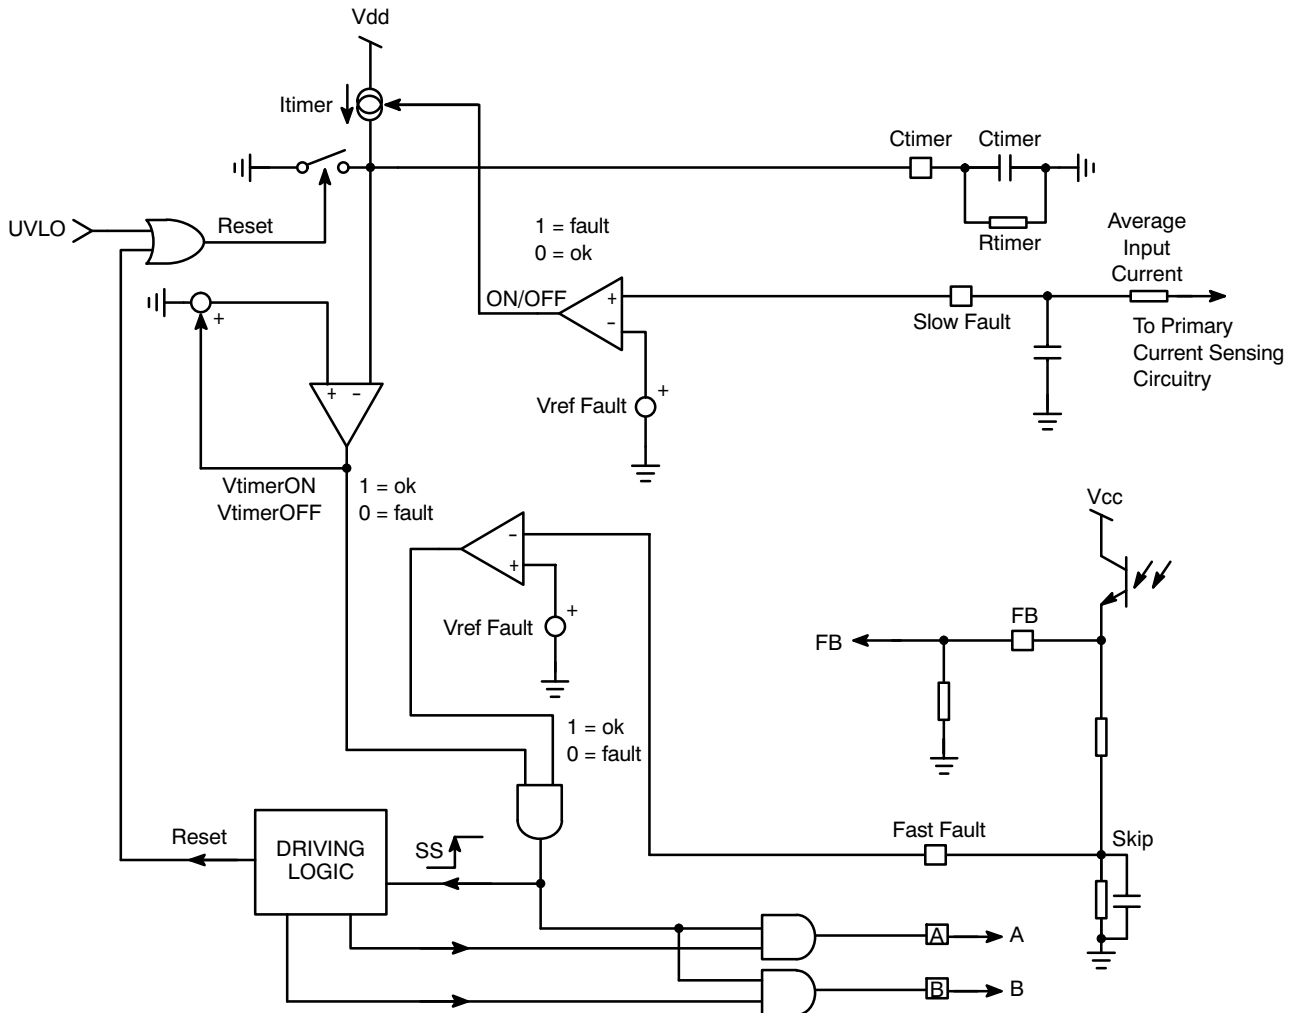 Vdd
Itimer
Ctimer
Ctimer
UVLO
Reset
1 = fault
0 = ok
Rtimer
Average
Input
Current
ON/OFF
+
−
Slow Fault
To Primary
Current Sensing
Circuitry
+
+ −
Vref Fault
+
VtimerON
VtimerOFF
1 = ok
0 = fault
Vcc
−
+
Vref Fault
+
FB
FB
1 = ok
0 = fault
Reset
DRIVING
LOGIC
SS
Fast Fault
Skip
A
A
B
B